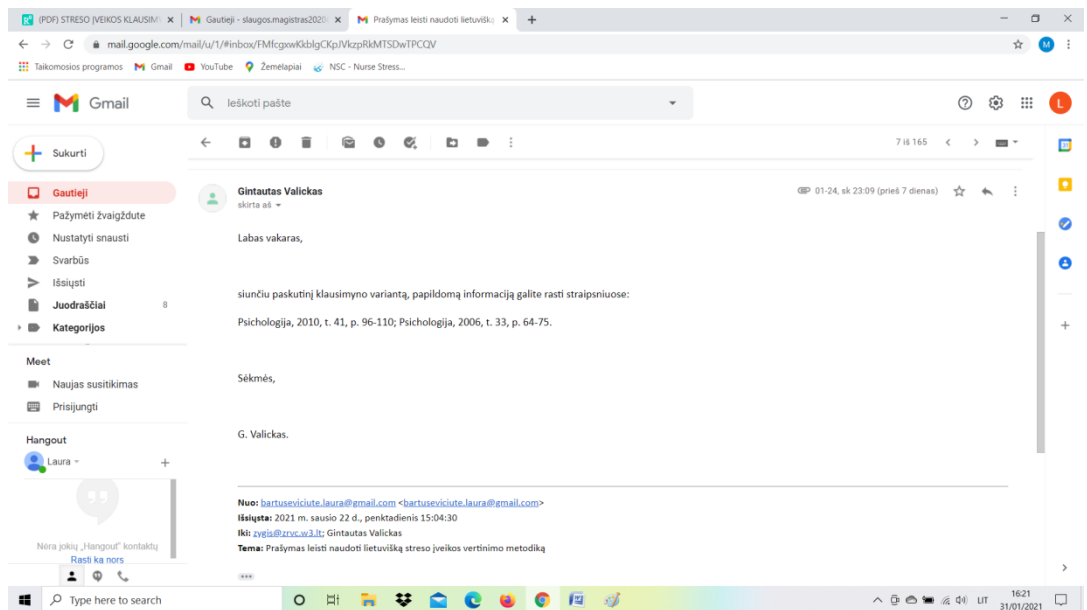 (PDF) STRESO ĮVEIKOS KLAUSIM
Gautieji - slaugos.magistras2020
Prašymas leisti naudoti lietuvišką
mail.google.com/mail/u/1/#inbox/FMfcgxwKkblgCKpJVkzpRkMTSDwTPCQV
M
Taikomosios programos Gmail YouTube Žemėlapiai NSC - Nurse Stress...
Gmail
Ieškoti pašte
L
Sukurti
7 iš 165
Gautieji
Pažymėti žvaigždute
Nustatyti snausti
Svarbūs
Išsiųsti
Juodraščiai 8
Kategorijos
Meet
Naujas susitikimas
Prisijungti
Hangout
Laura
Nėra jokių „Hangout“ kontaktų
Rasti ką nors
Gintautas Valickas
01-24, sk 23:09 (prieš 7 dienas)
skirta aš
Labas vakaras,
siunčiu paskutinį klausimyno variantą, papildomą informaciją galite rasti straipsniuose:
Psichologija, 2010, t. 41, p. 96-110; Psichologija, 2006, t. 33, p. 64-75.
Sėkmės,
G. Valickas.
Nuo: bartuseviciute.laura@gmail.com <bartuseviciute.laura@gmail.com>
Išsiųsta: 2021 m. sausio 22 d., penktadienis 15:04:30
Iki: zygis@zrvc.w3.lt; Gintautas Valickas
Tema: Prašymas leisti naudoti lietuvišką streso įveikos vertinimo metodiką
Type here to search
LIT
16:21
31/01/2021